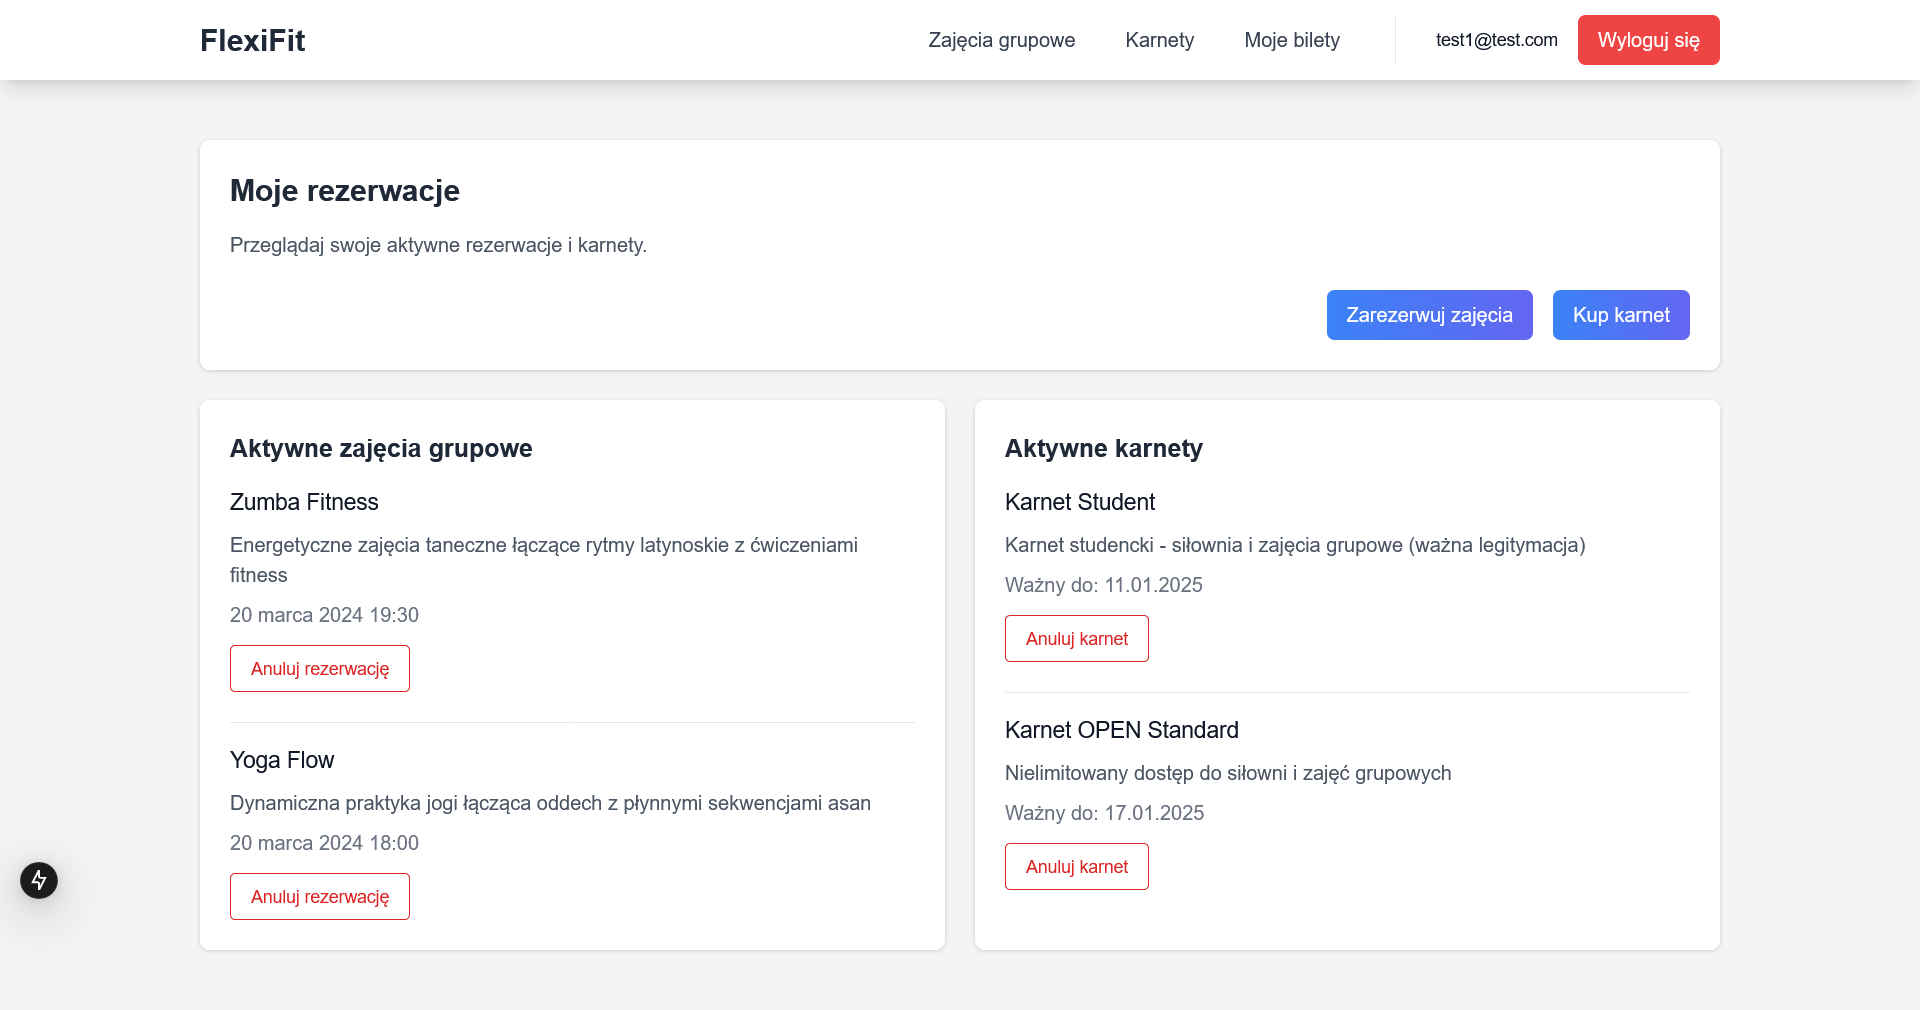 FlexiFit
Zajęcia grupowe
Karnety
Moje bilety
test1@test.com
Wyloguj się
Moje rezerwacje
Przeglądaj swoje aktywne rezerwacje i karnety.
Zarezerwuj zajęcia
Kup karnet
Aktywne zajęcia grupowe
Zumba Fitness
Energetyczne zajęcia taneczne łączące rytmy latynoskie z ćwiczeniami
fitness
20 marca 2024 19:30
Anuluj rezerwację
Yoga Flow
Dynamiczna praktyka jogi łącząca oddech z płynnymi sekwencjami asan
20 marca 2024 18:00
Anuluj rezerwację
Aktywne karnety
Karnet Student
Karnet studencki - siłownia i zajęcia grupowe (ważna legitymacja)
Ważny do: 11.01.2025
Anuluj karnet
Karnet OPEN Standard
Nielimitowany dostęp do siłowni i zajęć grupowych
Ważny do: 17.01.2025
Anuluj karnet